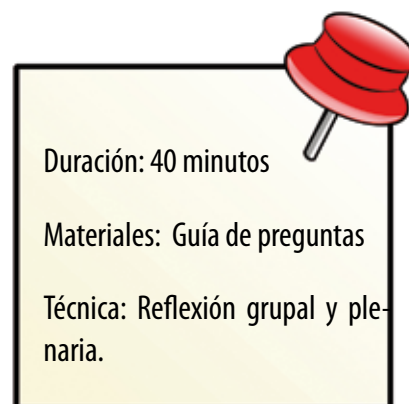 Duración: 40 minutos
Materiales: Guía de preguntas
Técnica: Reflexión grupal y ple-
naria.